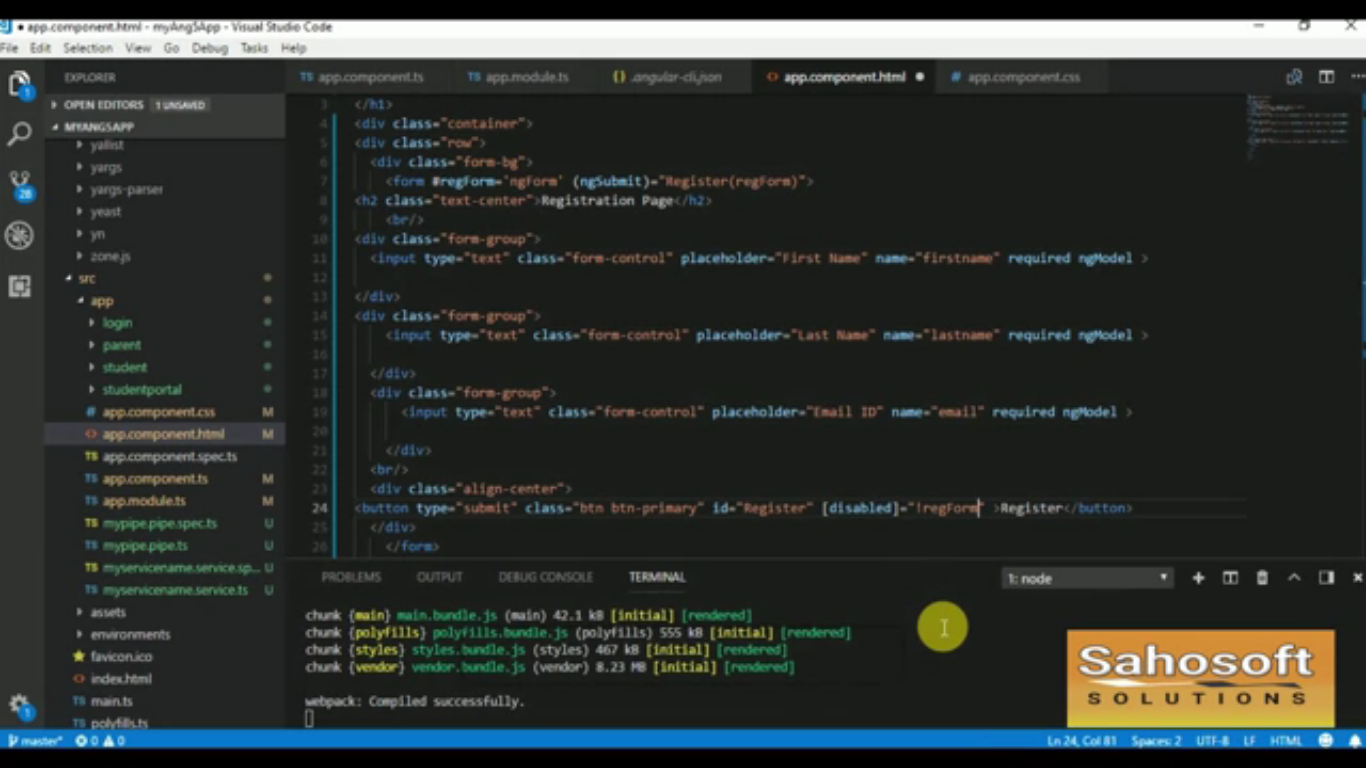 ● app.component.html - myAng5App - Visual Studio Code
File Edit Selection View Go Debug Tasks Help
EXPLORER
OPEN EDITORS 1 UNSAVED
MYANG5APP
yallist
yargs
yargs-parser
yeast
yn
zone.js
src
app
login
parent
student
studentportal
# app.component.css M
<> app.component.html M
TS app.component.spec.ts
TS app.component.ts M
TS app.module.ts M
TS mypipe.pipe.spec.ts U
TS mypipe.pipe.ts U
TS myservicename.service.sp... U
TS myservicename.service.ts U
assets
environments
favicon.ico
<> index.html
TS main.ts
TS polyfills.ts
TS app.component.ts TS app.module.ts {} .angular-cli.json <> app.component.html ● # app.component.css
3 </h1>
4 <div class="container">
5 <div class="row">
6 <div class="form-bg">
7 <form #regForm='ngForm' (ngSubmit)="Register(regForm)">
8 <h2 class="text-center">Registration Page</h2>
9 <br/>
10 <div class="form-group">
11 <input type="text" class="form-control" placeholder="First Name" name="firstname" required ngModel >
12
13 </div>
14 <div class="form-group">
15 <input type="text" class="form-control" placeholder="Last Name" name="lastname" required ngModel >
16
17 </div>
18 <div class="form-group">
19 <input type="text" class="form-control" placeholder="Email ID" name="email" required ngModel >
20
21 </div>
22 <br/>
23 <div class="align-center">
24 <button type="submit" class="btn btn-primary" id="Register" [disabled]="!regForm" >Register</button>
25 </div>
26 </form>
PROBLEMS OUTPUT DEBUG CONSOLE TERMINAL 1: node
chunk {main} main.bundle.js (main) 42.1 kB [initial] [rendered]
chunk {polyfills} polyfills.bundle.js (polyfills) 555 kB [initial] [rendered]
chunk {styles} styles.bundle.js (styles) 467 kB [initial] [rendered]
chunk {vendor} vendor.bundle.js (vendor) 8.23 MB [initial] [rendered]
webpack: Compiled successfully.
Sahosoft
SOLUTIONS
1
28
1
master* 0 0 Ln 24, Col 81 Spaces: 2 UTF-8 LF HTML